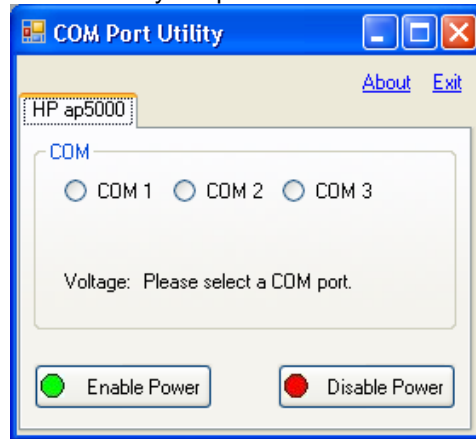 COM Port Utility
About Exit
HP ap5000
COM
COM 1 COM 2 COM 3
Voltage: Please select a COM port.
Enable Power Disable Power